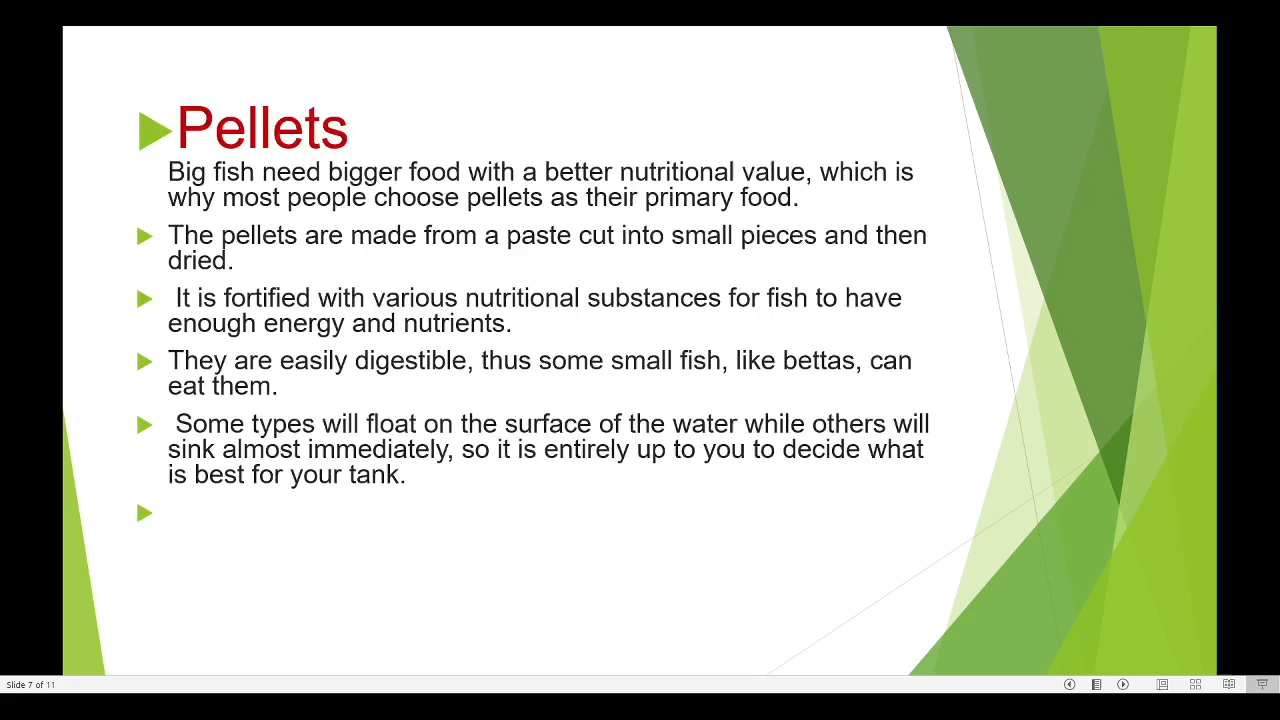 Pellets
Big fish need bigger food with a better nutritional value, which is
why most people choose pellets as their primary food.
The pellets are made from a paste cut into small pieces and then
dried.
It is fortified with various nutritional substances for fish to have
enough energy and nutrients.
They are easily digestible, thus some small fish, like bettas, can
eat them.
Some types will float on the surface of the water while others will
sink almost immediately, so it is entirely up to you to decide what
is best for your tank.
Slide 7 of 11